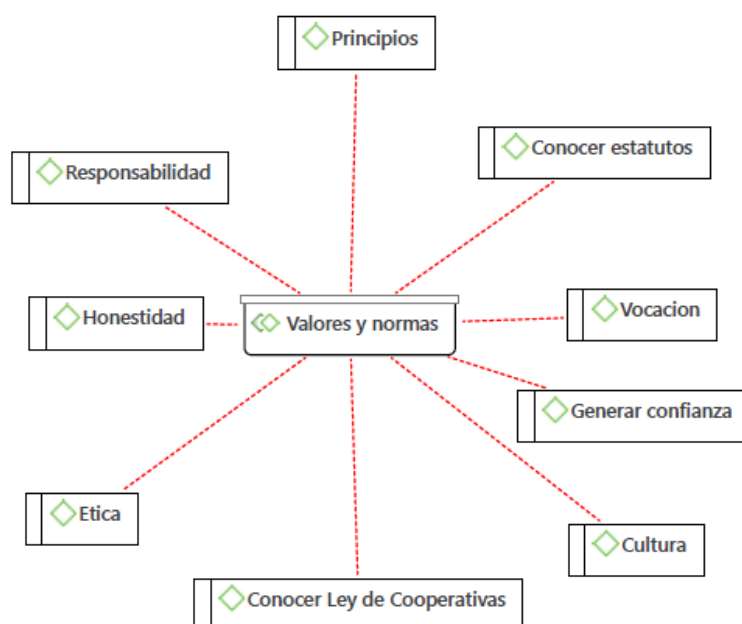 Principios
Conocer estatutos
Responsabilidad
Vocacion
Honestidad
Valores y normas
Generar confianza
Etica
Cultura
Conocer Ley de Cooperativas